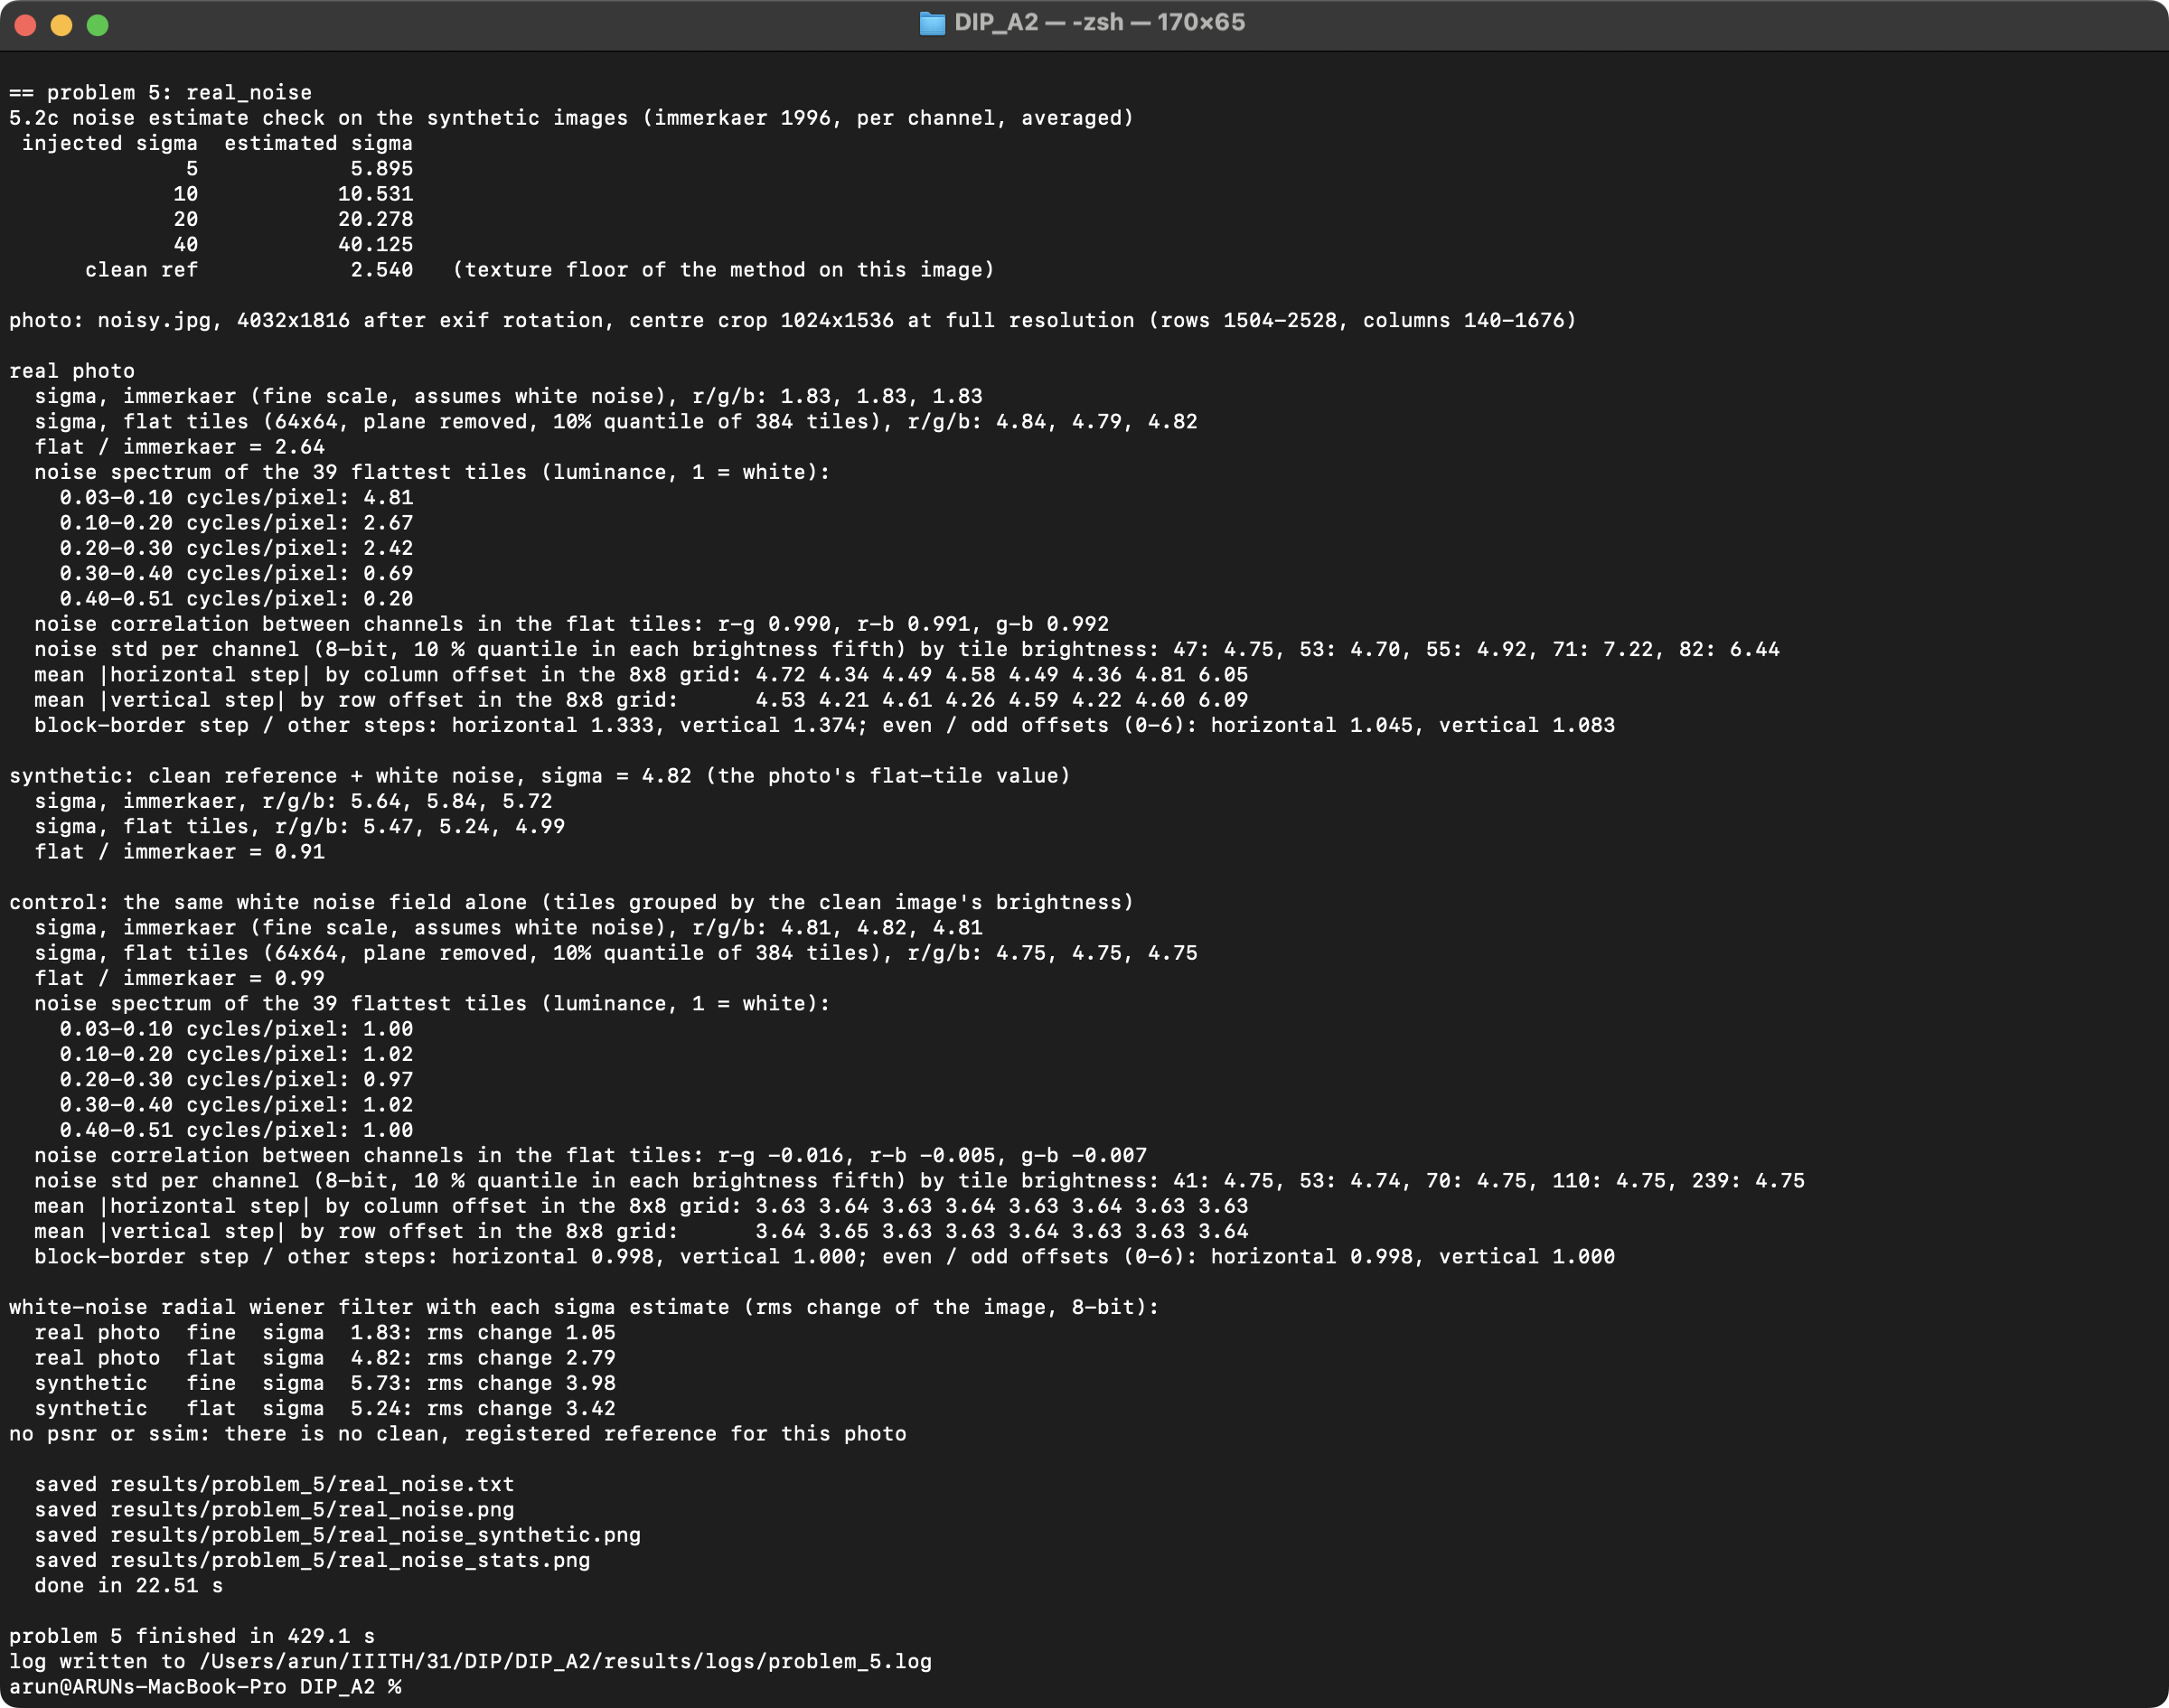 DIP_A2 — -zsh — 170×65
== problem 5: real_noise
5.2c noise estimate check on the synthetic images (immerkaer 1996, per channel, averaged)
 injected sigma  estimated sigma
              5            5.895
             10           10.531
             20           20.278
             40           40.125
      clean ref            2.540   (texture floor of the method on this image)
photo: noisy.jpg, 4032x1816 after exif rotation, centre crop 1024x1536 at full resolution (rows 1504-2528, columns 140-1676)
real photo
  sigma, immerkaer (fine scale, assumes white noise), r/g/b: 1.83, 1.83, 1.83
  sigma, flat tiles (64x64, plane removed, 10% quantile of 384 tiles), r/g/b: 4.84, 4.79, 4.82
  flat / immerkaer = 2.64
  noise spectrum of the 39 flattest tiles (luminance, 1 = white):
    0.03-0.10 cycles/pixel: 4.81
    0.10-0.20 cycles/pixel: 2.67
    0.20-0.30 cycles/pixel: 2.42
    0.30-0.40 cycles/pixel: 0.69
    0.40-0.51 cycles/pixel: 0.20
  noise correlation between channels in the flat tiles: r-g 0.990, r-b 0.991, g-b 0.992
  noise std per channel (8-bit, 10 % quantile in each brightness fifth) by tile brightness: 47: 4.75, 53: 4.70, 55: 4.92, 71: 7.22, 82: 6.44
  mean |horizontal step| by column offset in the 8x8 grid: 4.72 4.34 4.49 4.58 4.49 4.36 4.81 6.05
  mean |vertical step| by row offset in the 8x8 grid:      4.53 4.21 4.61 4.26 4.59 4.22 4.60 6.09
  block-border step / other steps: horizontal 1.333, vertical 1.374; even / odd offsets (0-6): horizontal 1.045, vertical 1.083
synthetic: clean reference + white noise, sigma = 4.82 (the photo's flat-tile value)
  sigma, immerkaer, r/g/b: 5.64, 5.84, 5.72
  sigma, flat tiles, r/g/b: 5.47, 5.24, 4.99
  flat / immerkaer = 0.91
control: the same white noise field alone (tiles grouped by the clean image's brightness)
  sigma, immerkaer (fine scale, assumes white noise), r/g/b: 4.81, 4.82, 4.81
  sigma, flat tiles (64x64, plane removed, 10% quantile of 384 tiles), r/g/b: 4.75, 4.75, 4.75
  flat / immerkaer = 0.99
  noise spectrum of the 39 flattest tiles (luminance, 1 = white):
    0.03-0.10 cycles/pixel: 1.00
    0.10-0.20 cycles/pixel: 1.02
    0.20-0.30 cycles/pixel: 0.97
    0.30-0.40 cycles/pixel: 1.02
    0.40-0.51 cycles/pixel: 1.00
  noise correlation between channels in the flat tiles: r-g -0.016, r-b -0.005, g-b -0.007
  noise std per channel (8-bit, 10 % quantile in each brightness fifth) by tile brightness: 41: 4.75, 53: 4.74, 70: 4.75, 110: 4.75, 239: 4.75
  mean |horizontal step| by column offset in the 8x8 grid: 3.63 3.64 3.63 3.64 3.63 3.64 3.63 3.63
  mean |vertical step| by row offset in the 8x8 grid:      3.64 3.65 3.63 3.63 3.64 3.63 3.63 3.64
  block-border step / other steps: horizontal 0.998, vertical 1.000; even / odd offsets (0-6): horizontal 0.998, vertical 1.000
white-noise radial wiener filter with each sigma estimate (rms change of the image, 8-bit):
  real photo  fine  sigma  1.83: rms change 1.05
  real photo  flat  sigma  4.82: rms change 2.79
  synthetic   fine  sigma  5.73: rms change 3.98
  synthetic   flat  sigma  5.24: rms change 3.42
no psnr or ssim: there is no clean, registered reference for this photo
  saved results/problem_5/real_noise.txt
  saved results/problem_5/real_noise.png
  saved results/problem_5/real_noise_synthetic.png
  saved results/problem_5/real_noise_stats.png
  done in 22.51 s
problem 5 finished in 429.1 s
log written to /Users/arun/IIITH/31/DIP/DIP_A2/results/logs/problem_5.log
arun@ARUNs-MacBook-Pro DIP_A2 %